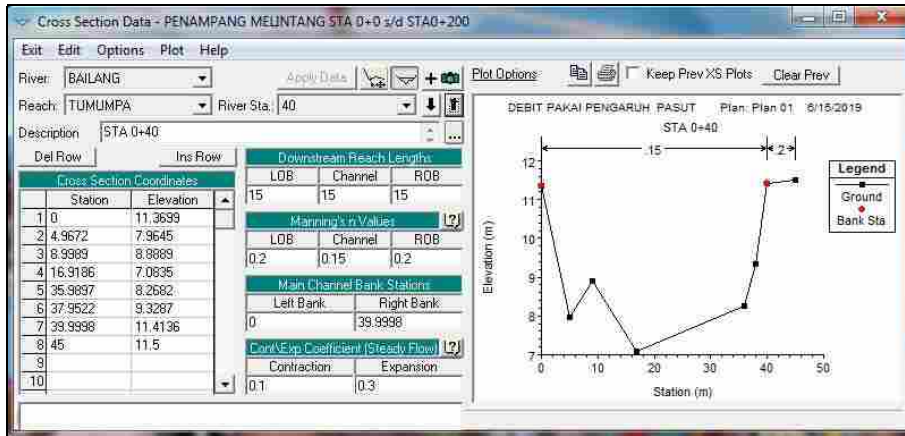 Cross Section Data - PENAMPANG MELINTANG STA 0+0 s/d STA0+200
Exit Edit Options Plot Help
River: BAILANG Apply Data
Reach: TUMUMPA River Sta.: 40
Description STA 0+40 ...
Del Row Ins Row
Cross Section Coordinates
Station Elevation
1 0 11.3699
2 4.9672 7.9645
3 8.9989 8.8889
4 16.9186 7.0835
5 35.9897 8.2682
6 37.9522 9.3287
7 39.9998 11.4136
8 45 11.5
9
10
Downstream Reach Lengths
LOB Channel ROB
15 15 15
Manning's n Values [?]
LOB Channel ROB
0.2 0.15 0.2
Main Channel Bank Stations
Left Bank Right Bank
0 39.9998
Cont\Exp Coefficient (Steady Flow) [?]
Contraction Expansion
0.1 0.3
Plot Options Keep Prev XS Plots Clear Prev
DEBIT PAKAI PENGARUH PASUT Plan: Plan 01 6/15/2019
STA 0+40
.15 .2
12
11
10
9
8
7
Elevation (m)
0 10 20 30 40 50
Station (m)
Legend
Ground
Bank Sta